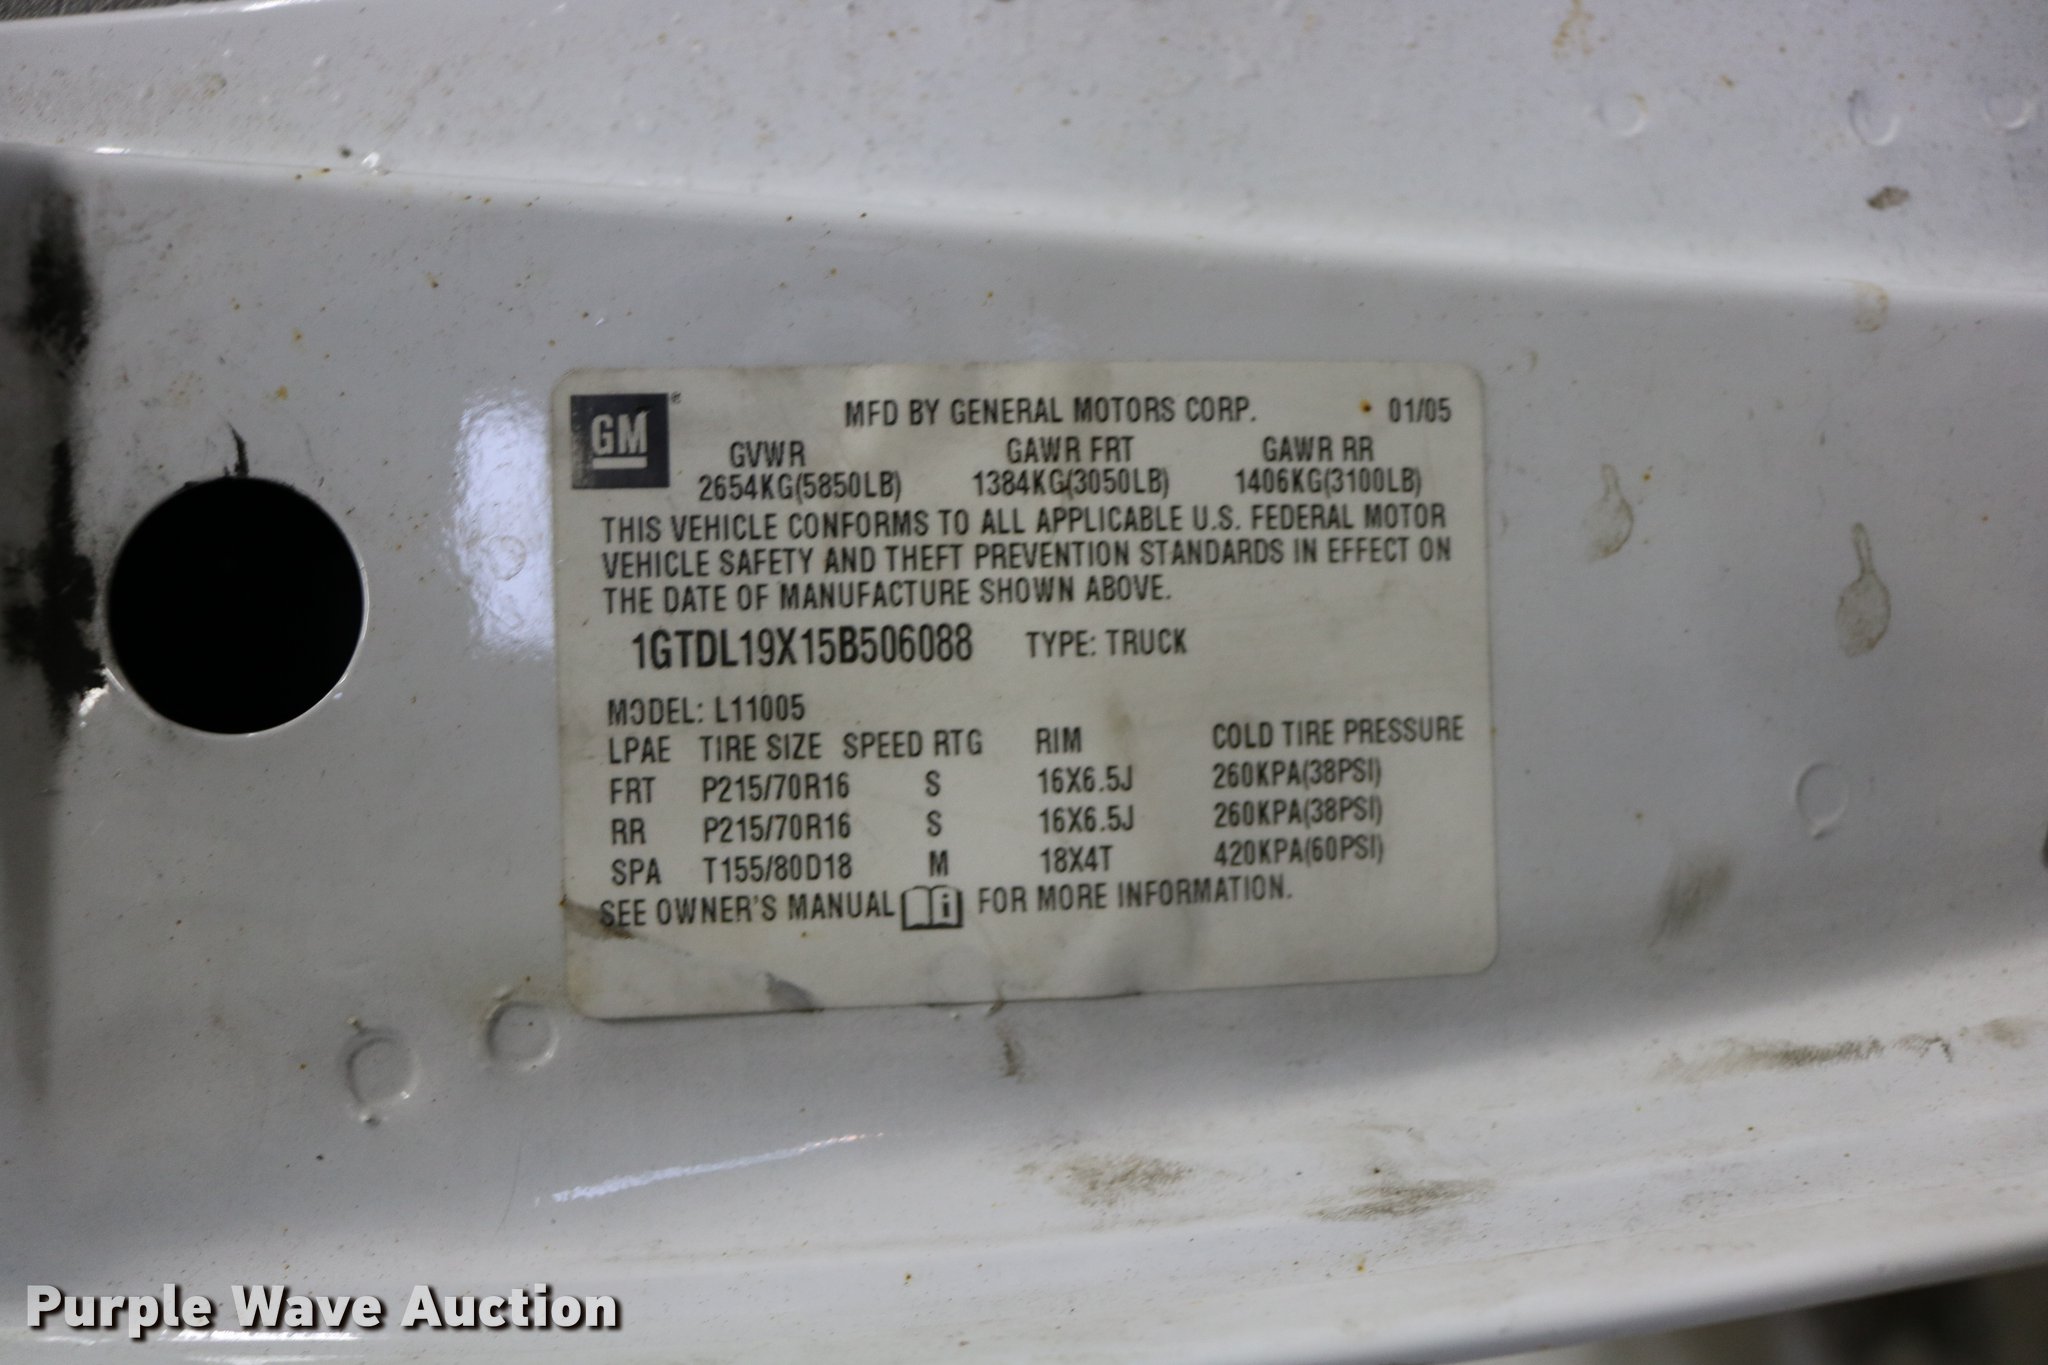 GM®
MFD BY GENERAL MOTORS CORP. 01/05
GVWR GAWR FRT GAWR RR
2654KG(5850LB) 1384KG(3050LB) 1406KG(3100LB)
THIS VEHICLE CONFORMS TO ALL APPLICABLE U.S. FEDERAL MOTOR
VEHICLE SAFETY AND THEFT PREVENTION STANDARDS IN EFFECT ON
THE DATE OF MANUFACTURE SHOWN ABOVE.
1GTDL19X15B506088 TYPE: TRUCK
MODEL: L11005
LPAE TIRE SIZE SPEED RTG RIM COLD TIRE PRESSURE
FRT P215/70R16 S 16X6.5J 260KPA(38PSI)
RR P215/70R16 S 16X6.5J 260KPA(38PSI)
SPA T155/80D18 M 18X4T 420KPA(60PSI)
SEE OWNER'S MANUAL i FOR MORE INFORMATION.
Purple Wave Auction